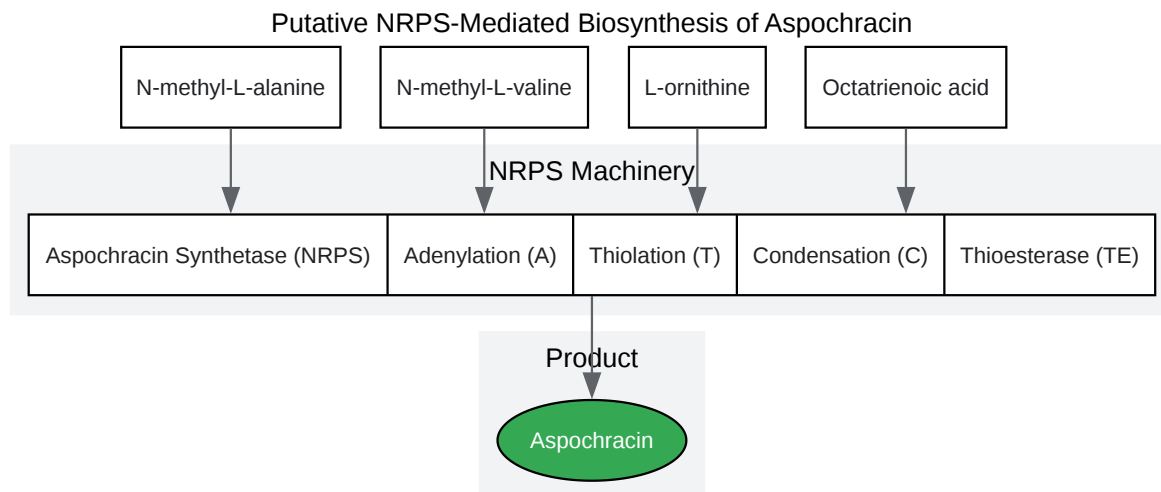 Putative NRPS-Mediated Biosynthesis of Aspochracin
N-methyl-L-alanine
N-methyl-L-valine
L-ornithine
Octatrienoic acid
NRPS Machinery
Aspochracin Synthetase (NRPS)
Adenylation (A)
Thiolation (T)
Condensation (C)
Thioesterase (TE)
Product
Aspochracin